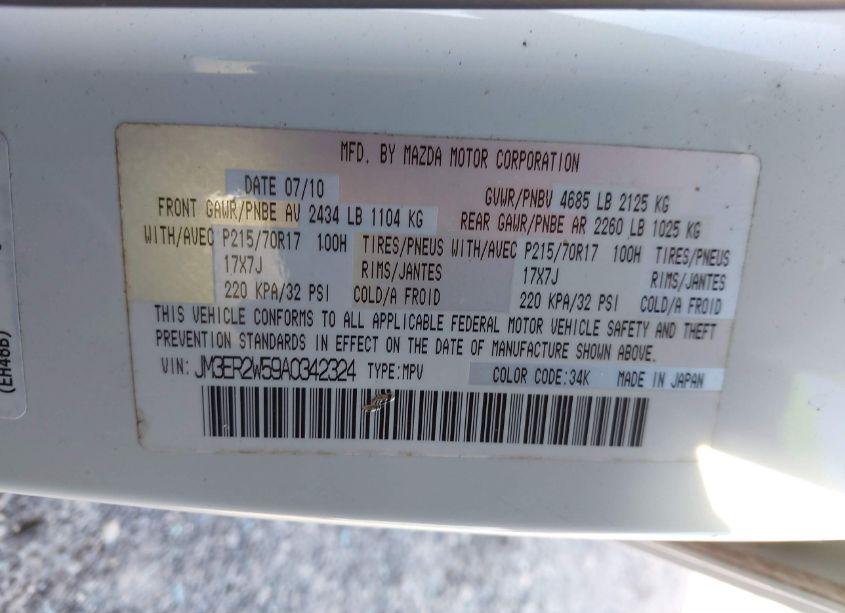 MFD. BY MAZDA MOTOR CORPORATION
DATE 07/10 GVWR/PNBV 4685 LB 2125 KG
FRONT GAWR/PNBE AV 2434 LB 1104 KG REAR GAWR/PNBE AR 2260 LB 1025 KG
WITH/AVEC P215/70R17 100H TIRES/PNEUS WITH/AVEC P215/70R17 100H TIRES/PNEUS
17X7J RIMS/JANTES 17X7J RIMS/JANTES
220 KPA/32 PSI COLD/A FROID 220 KPA/32 PSI COLD/A FROID
THIS VEHICLE CONFORMS TO ALL APPLICABLE FEDERAL MOTOR VEHICLE SAFETY AND THEFT
PREVENTION STANDARDS IN EFFECT ON THE DATE OF MANUFACTURE SHOWN ABOVE.
VIN: JM3ER2W59A0342324 TYPE:MPV COLOR CODE:34K MADE IN JAPAN
(EH46B)